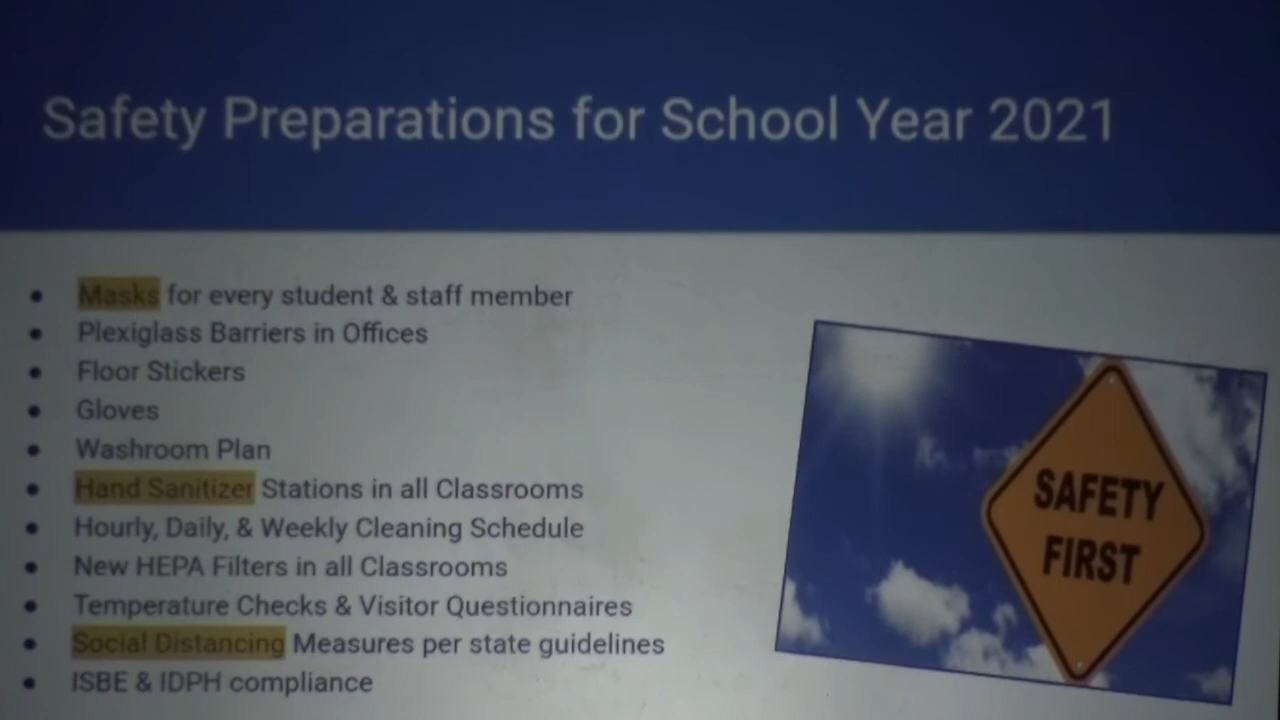 Safety Preparations for School Year 2021
Masks for every student & staff member
Plexiglass Barriers in Offices
Floor Stickers
Gloves
Washroom Plan
Hand Sanitizer Stations in all Classrooms
Hourly, Daily, & Weekly Cleaning Schedule
New HEPA Filters in all Classrooms
Temperature Checks & Visitor Questionnaires
Social Distancing Measures per state guidelines
ISBE & IDPH compliance
SAFETY
FIRST